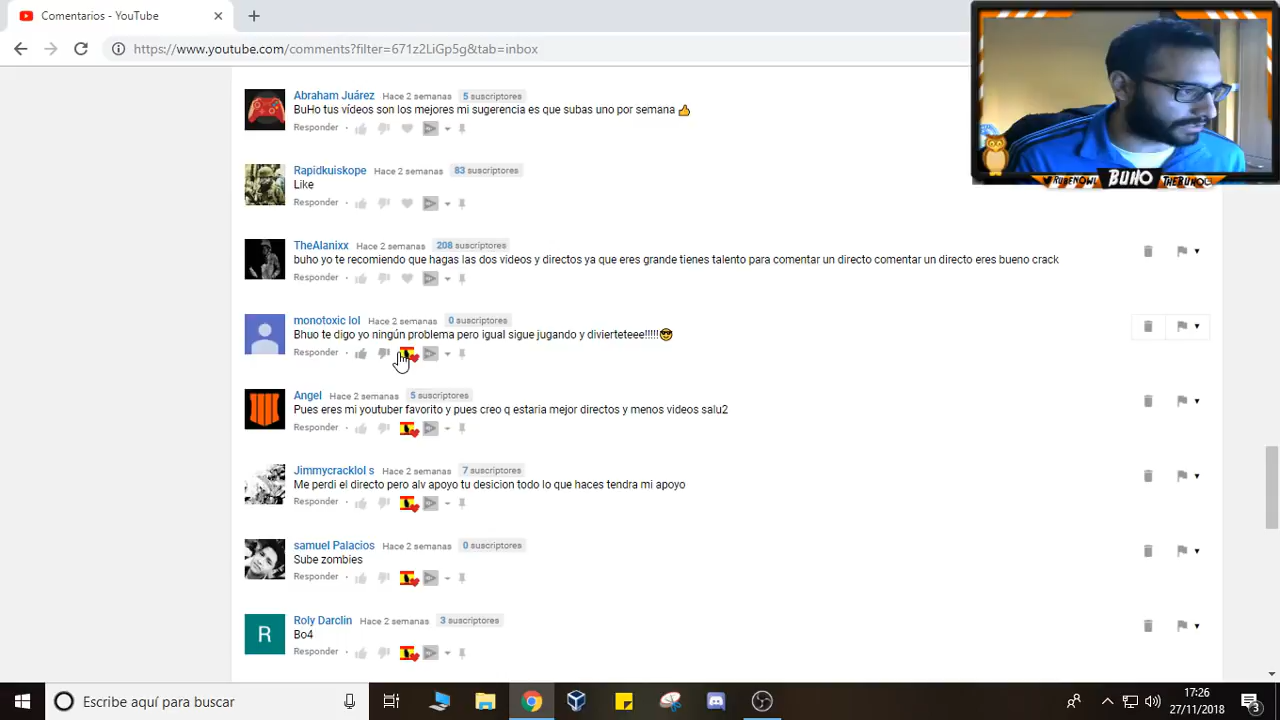 Comentarios - YouTube
https://www.youtube.com/comments?filter=671z2LiGp5g&tab=inbox
BUHO
Abraham Juárez Hace 2 semanas 5 suscriptores
BuHo tus vídeos son los mejores mi sugerencia es que subas uno por semana 👍
Responder
Rapidkuiskope Hace 2 semanas 83 suscriptores
Like
Responder
TheAlanixx Hace 2 semanas 208 suscriptores
buho yo te recomiendo que hagas las dos videos y directos ya que eres grande tienes talento para comentar un directo comentar un directo eres bueno crack
Responder
monotoxic lol Hace 2 semanas 0 suscriptores
Bhuo te digo yo ningún problema pero igual sigue jugando y divierteteee!!!!!😎
Responder
Angel Hace 2 semanas 5 suscriptores
Pues eres mi youtuber favorito y pues creo q estaria mejor directos y menos videos salu2
Responder
Jimmycracklol s Hace 2 semanas 7 suscriptores
Me perdi el directo pero alv apoyo tu desicion todo lo que haces tendra mi apoyo
Responder
samuel Palacios Hace 2 semanas 0 suscriptores
Sube zombies
Responder
Roly Darclin Hace 2 semanas 3 suscriptores
Bo4
Responder
R
Escribe aquí para buscar
17:26
27/11/2018
3